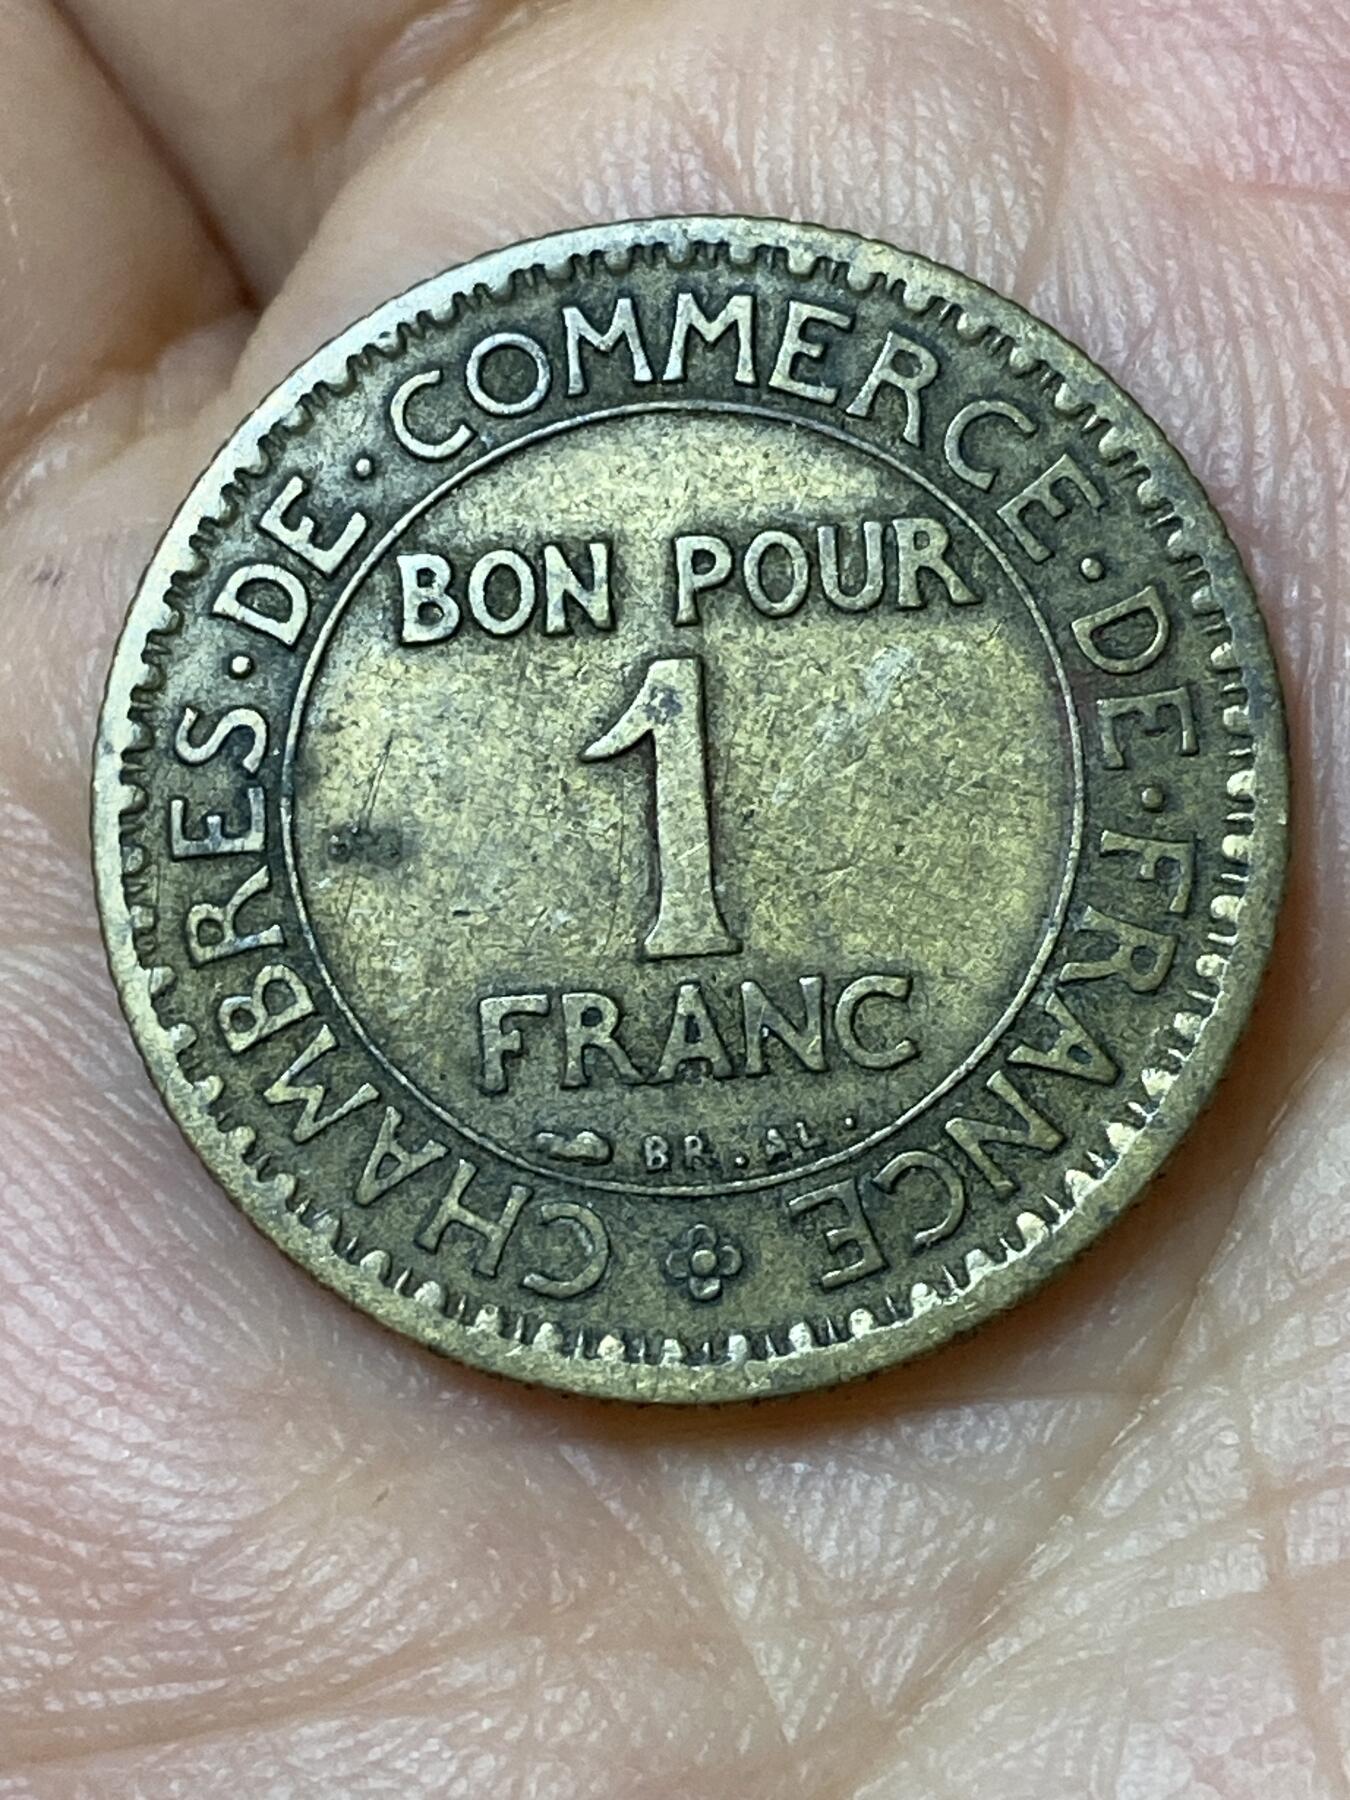 CHAMBRES · DE · COMMERCE · DE · FRANCE
BON POUR
1
FRANC
BR. AL.